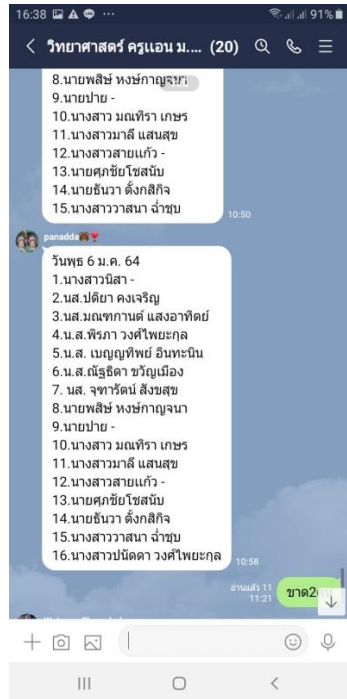 16:38
91%
วิทยาศาสตร์ ครูแอน ม.... (20)
8.นายพสิษ์ หงษ์กาญจนา
9.นายปาย -
10.นางสาว มณฑิรา เกษร
11.นางสาวมาลี แสนสุข
12.นางสาวสายแก้ว -
13.นายศุภชัยโชสนับ
14.นายธันวา ดั้งกสิกิจ
15.นางสาววาสนา ฉ่ำชุบ
10:50
panadda
วันพุธ 6 ม.ค. 64
1.นางสาวนิสา -
2.นส.ปดิยา คงเจริญ
3.นส.มณฑกานต์ แสงอาทิตย์
4.น.ส.พิรภา วงศ์ไพยะกุล
5.น.ส. เบญญทิพย์ อินทะนิน
6.น.ส.ณัฐธิดา ขวัญเมือง
7. นส. จุฑารัตน์ สังขสุข
8.นายพสิษ์ หงษ์กาญจนา
9.นายปาย -
10.นางสาว มณฑิรา เกษร
11.นางสาวมาลี แสนสุข
12.นางสาวสายแก้ว -
13.นายศุภชัยโชสนับ
14.นายธันวา ดั้งกสิกิจ
15.นางสาววาสนา ฉ่ำชุบ
16.นางสาวปนัดดา วงศ์ไพยะกุล
10:58
อ่านแล้ว 11
11:21
ขาด2คน